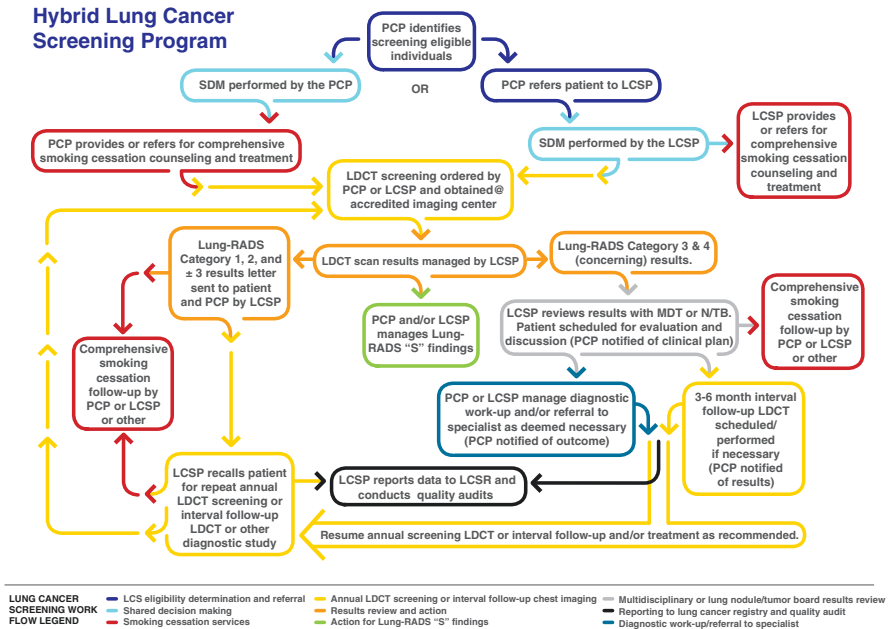 Hybrid Lung Cancer
Screening Program
PCP identifies
screening eligible
individuals
SDM performed by the PCP
OR
PCP refers patient to LCSP
PCP provides or refers for comprehensive
smoking cessation counseling and treatment
SDM performed by the LCSP
LCSP provides
or refers for
comprehensive
smoking cessation
counseling and
treatment
LDCT screening ordered by
PCP or LCSP and obtained@
accredited imaging center
Lung-RADS
Category 1, 2, and
± 3 results letter
sent to patient
and PCP by LCSP
LDCT scan results managed by LCSP
Lung-RADS Category 3 & 4
(concerning) results.
PCP and/or LCSP
manages Lung-
RADS “S” findings
LCSP reviews results with MDT or N/TB.
Patient scheduled for evaluation and
discussion (PCP notified of clinical plan)
Comprehensive
smoking
cessation
follow-up by
PCP or LCSP
or other
Comprehensive
smoking
cessation
follow-up by
PCP or LCSP
or other
PCP or LCSP manage diagnostic
work-up and/or referral to
specialist as deemed necessary
(PCP notified of outcome)
3-6 month interval
follow-up LDCT
scheduled/
performed
if necessary
(PCP notified
of results)
LCSP recalls patient
for repeat annual
LDCT screening or
interval follow-up
LDCT or other
diagnostic study
LCSP reports data to LCSR and
conducts quality audits
Resume annual screening LDCT or interval follow-up and/or treatment as recommended.
LUNG CANCER
SCREENING WORK
FLOW LEGEND
LCS eligibility determination and referral
Shared decision making
Smoking cessation services
Annual LDCT screening or interval follow-up chest imaging
Results review and action
Action for Lung-RADS “S” findings
Multidisciplinary or lung nodule/tumor board results review
Reporting to lung cancer registry and quality audit
Diagnostic work-up/referral to specialist